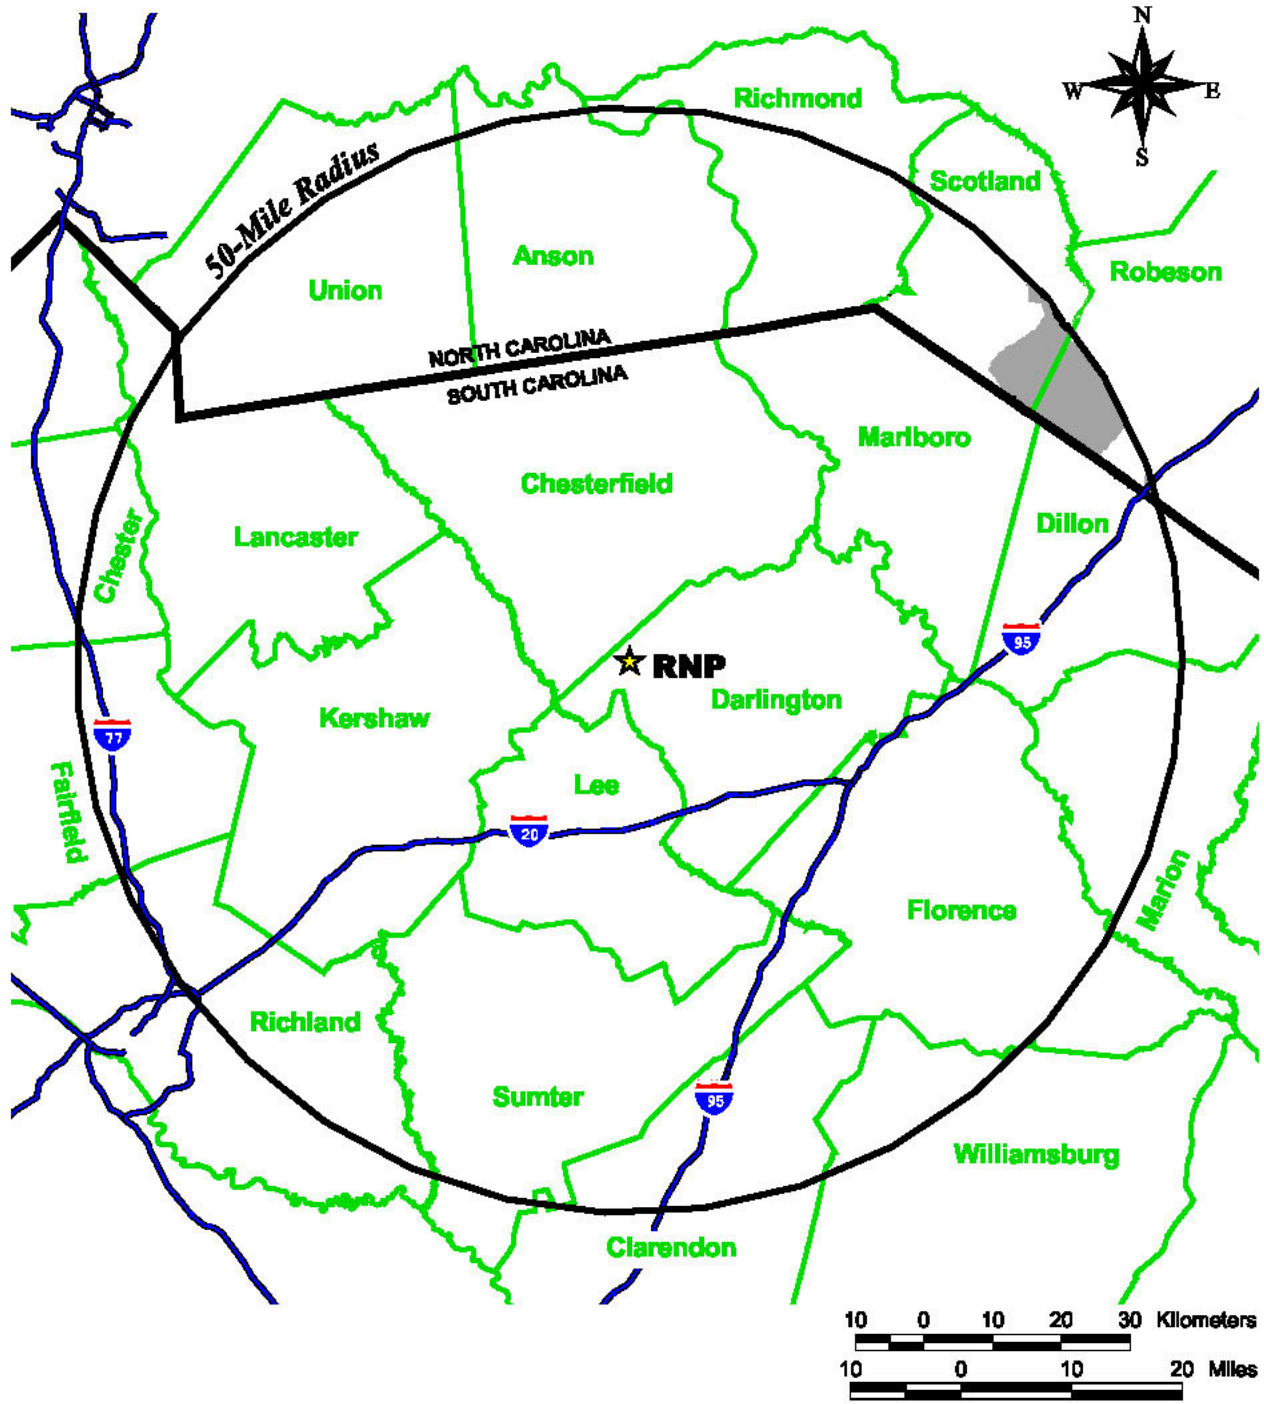 N
W E
S
Richmond
50-Mile Radius
Scotland
Anson
Robeson
Union
NORTH CAROLINA
SOUTH CAROLINA
Marlboro
Chesterfield
Dillon
Lancaster
Chester
95
RNP
Darlington
Kershaw
77
Lee
Fairfield
20
Marion
Florence
Richland
Sumter
95
Williamsburg
Clarendon
10 0 10 20 30 Kilometers
10 0 10 20 Miles